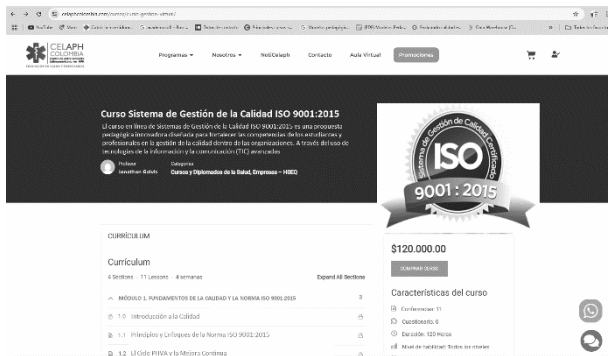 celaphcolombia.com/cursos/curso-gestion-virtual/
YouTube
Maps
CELAPH
COLOMBIA
Programas
Nosotros
NotiCelaph
Contacto
Aula Virtual
Promociones
Curso Sistema de Gestión de la Calidad ISO 9001:2015
El curso en línea de Sistemas de Gestión de la Calidad ISO 9001:2015 es una propuesta
pedagógica innovadora diseñada para fortalecer las competencias de los estudiantes y
profesionales en la gestión de la calidad dentro de las organizaciones. A través del uso de
tecnologías de la información y la comunicación (TIC) avanzadas
Profesor
Jonathan Galvis
Categorías
Cursos y Diplomados de la Salud, Empresas – HSEQ
Sistema de Gestión de Calidad Certificado
ISO
9001 : 2015
CURRÍCULUM
Currículum
4 Sections
11 Lessons
4 semanas
Expand All Sections
MÓDULO 1. FUNDAMENTOS DE LA CALIDAD Y LA NORMA ISO 9001:2015
3
1.0 Introducción a la Calidad
1.1 Principios y Enfoques de la Norma ISO 9001:2015
1.2 El Ciclo PHVA y la Mejora Continua
$120.000.00
COMPRAR CURSO
Características del curso
Conferencias: 11
Cuestionario: 0
Duración: 120 Horas
Nivel de habilidad: Todos los niveles